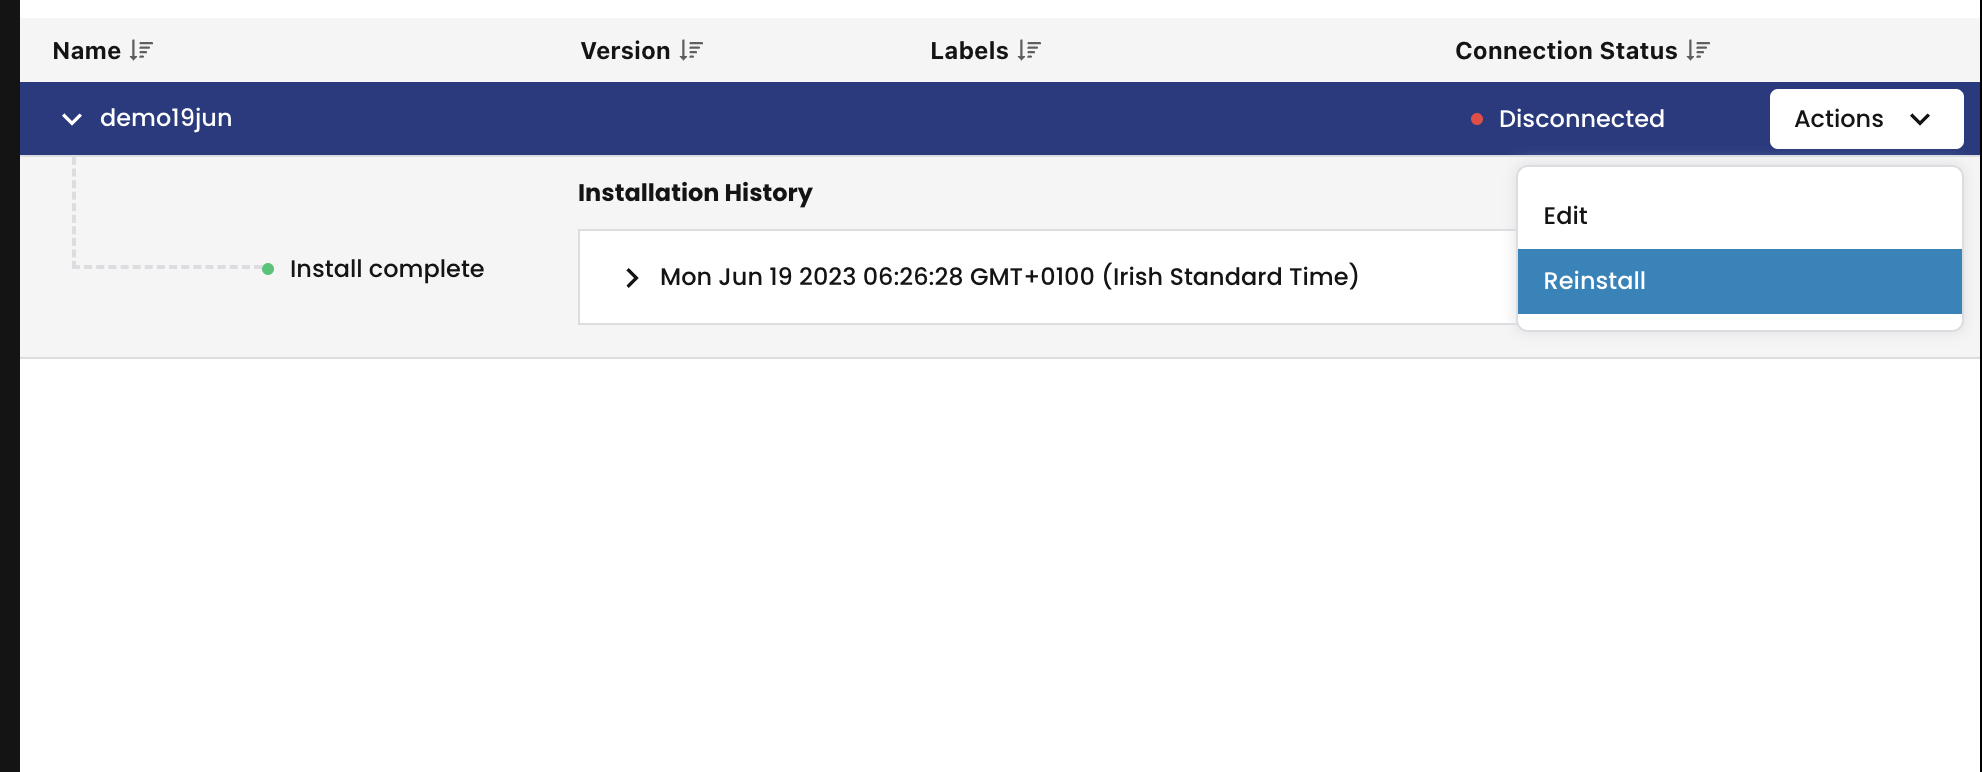 Name Version Labels Connection Status
demo19jun Disconnected Actions
Installation History
Edit
Install complete Mon Jun 19 2023 06:26:28 GMT+0100 (Irish Standard Time) Reinstall